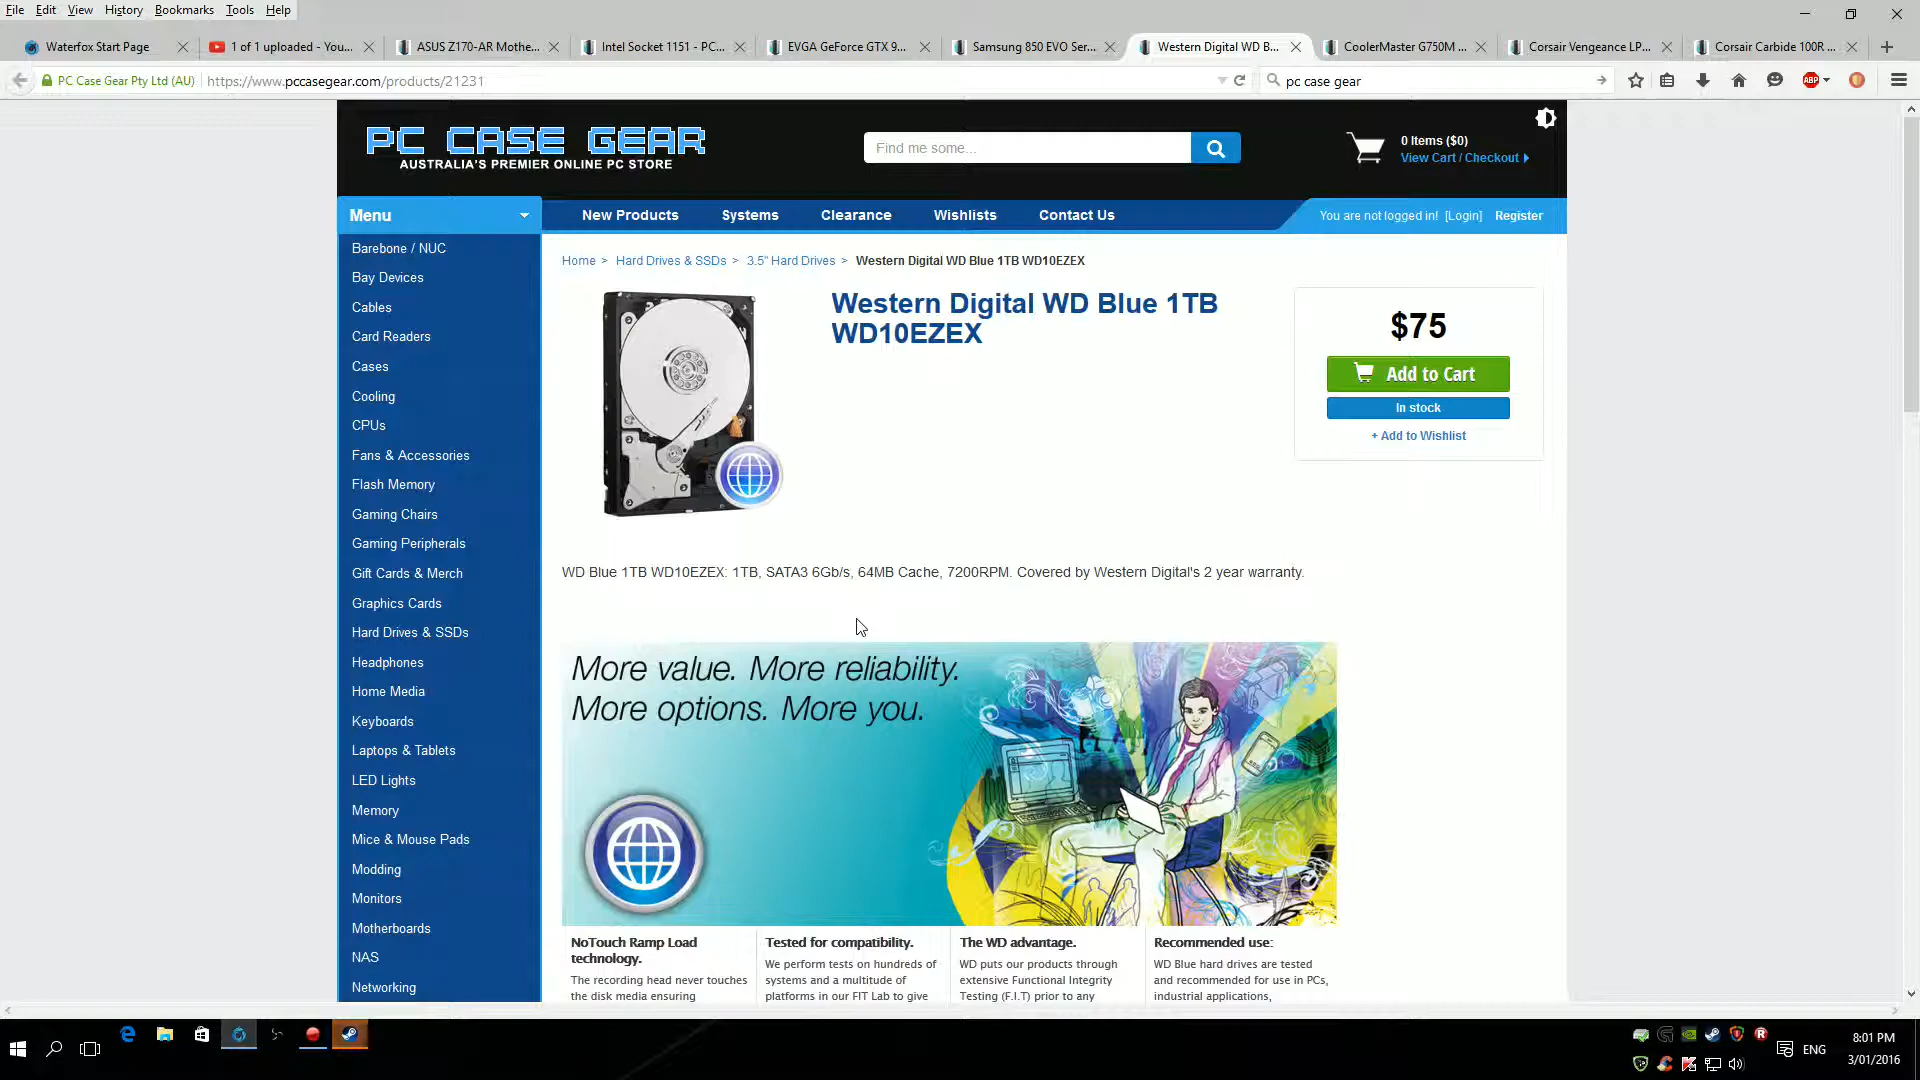 File Edit View History Bookmarks Tools Help
Waterfox Start Page
1 of 1 uploaded - You...
ASUS Z170-AR Mothe...
Intel Socket 1151 - PC...
EVGA GeForce GTX 9...
Samsung 850 EVO Ser...
Western Digital WD B...
CoolerMaster G750M ...
Corsair Vengeance LP...
Corsair Carbide 100R ...
PC Case Gear Pty Ltd (AU)
https://www.pccasegear.com/products/21231
pc case gear
ABP
PC CASE GEAR
AUSTRALIA'S PREMIER ONLINE PC STORE
Find me some...
0 Items ($0)
View Cart / Checkout
Menu
New Products Systems Clearance Wishlists Contact Us
You are not logged in! [Login] Register
Barebone / NUC
Bay Devices
Cables
Card Readers
Cases
Cooling
CPUs
Fans & Accessories
Flash Memory
Gaming Chairs
Gaming Peripherals
Gift Cards & Merch
Graphics Cards
Hard Drives & SSDs
Headphones
Home Media
Keyboards
Laptops & Tablets
LED Lights
Memory
Mice & Mouse Pads
Modding
Monitors
Motherboards
NAS
Networking
Home > Hard Drives & SSDs > 3.5" Hard Drives > Western Digital WD Blue 1TB WD10EZEX
Western Digital WD Blue 1TB
WD10EZEX
$75
Add to Cart
In stock
+ Add to Wishlist
WD Blue 1TB WD10EZEX: 1TB, SATA3 6Gb/s, 64MB Cache, 7200RPM. Covered by Western Digital's 2 year warranty.
More value. More reliability.
More options. More you.
NoTouch Ramp Load
technology.
The recording head never touches
the disk media ensuring
Tested for compatibility.
We perform tests on hundreds of
systems and a multitude of
platforms in our FIT Lab to give
The WD advantage.
WD puts our products through
extensive Functional Integrity
Testing (F.I.T) prior to any
Recommended use:
WD Blue hard drives are tested
and recommended for use in PCs,
industrial applications,
ENG
8:01 PM
3/01/2016